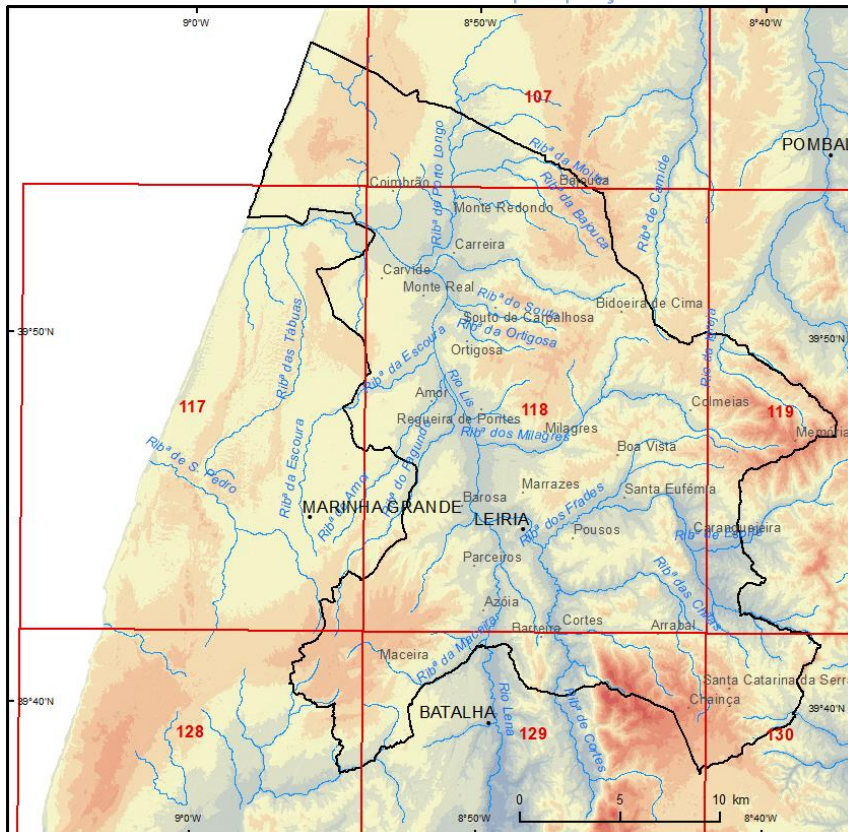 9°0'W
8°50'W
8°40'W
107
POMBAL
Ribª do Porto Longo
Ribª da Moita
Bajouca
Coimbrão
Monte Redondo
Ribª da Bajouca
Ribª de Carnide
Carreira
Carvide
Monte Real
Ribª do Souto
Bidoeira de Cima
Souto de Carpalhosa
Ribª da Ortigosa
39°50'N
39°50'N
Ribª das Tábuas
Ribª da Escoura
Ortigosa
Rio Lis
Amor
117
118
119
Colmeias
Regueira de Pontes
Milagres
Ribª dos Milagres
Memória
Boa Vista
Ribª de S. Pedro
Ribª da Escoura
Ribª do Fagundo
Barosa
Marrazes
Santa Eufémia
MARINHA GRANDE
Ribª de Amor
LEIRIA
Ribª dos Frades
Pousos
Caranguejeira
Parceiros
Ribª das Chitas
Azóia
Cortes
Barreira
Arrabal
Maceira
Ribª da Maceira
Santa Catarina da Serra
Chainça
39°40'N
39°40'N
BATALHA
Rio Lena
Ribª de Cortes
128
129
130
0
5
10 km
9°0'W
8°50'W
8°40'W